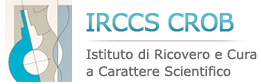 IRCCS CROB
Istituto di Ricovero e Cura
a Carattere Scientifico